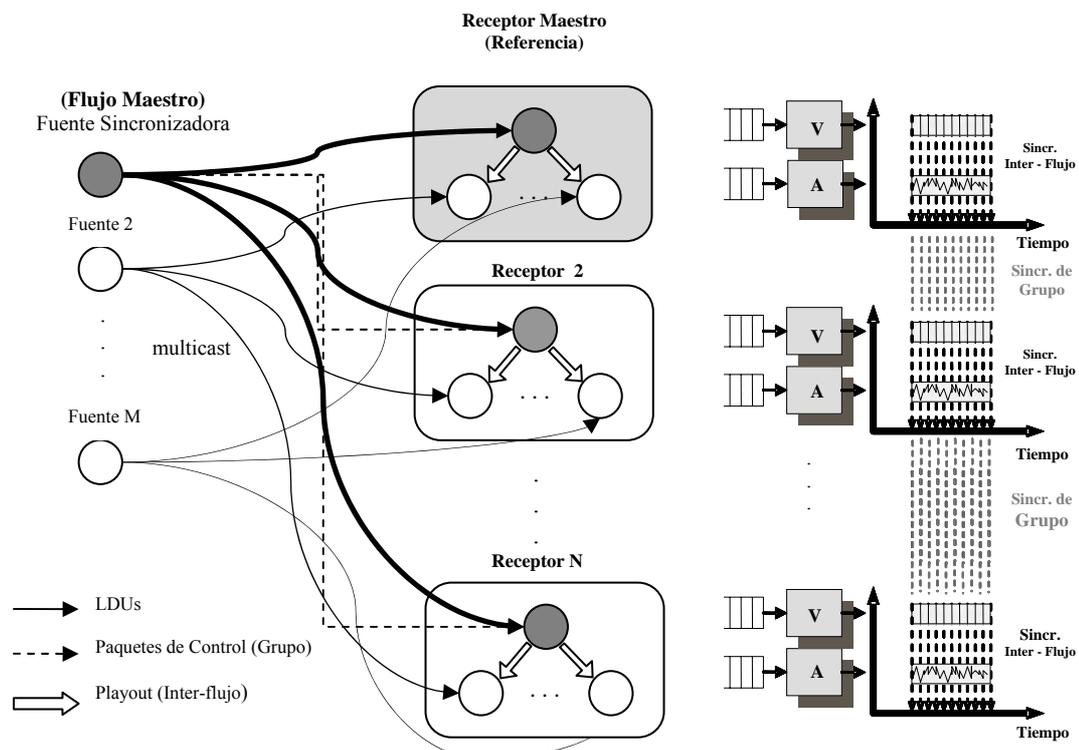 Receptor Maestro
(Referencia)
(Flujo Maestro)
Fuente Sincronizadora
Fuente 2
.
.
.
multicast
Fuente M
. . .
Receptor 2
. . .
.
.
.
Receptor N
. . .
LDUs
Paquetes de Control (Grupo)
Playout (Inter-flujo)
V
A
Sincr.
Inter - Flujo
Tiempo
Sincr. de
Grupo
V
A
Sincr.
Inter - Flujo
Tiempo
.
.
.
Sincr. de
Grupo
V
A
Sincr.
Inter - Flujo
Tiempo